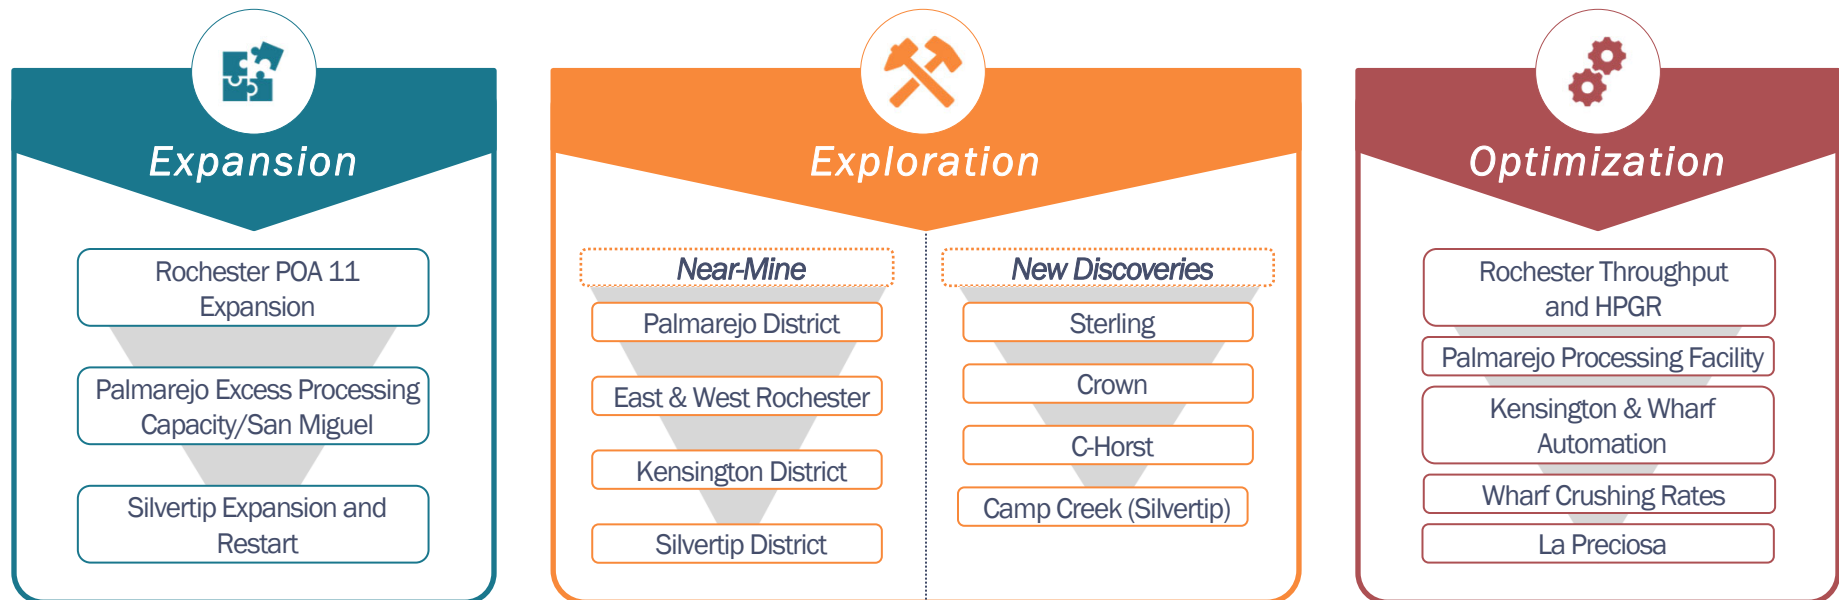 Expansion
Rochester POA 11
Expansion
Palmarejo Excess Processing
Capacity/San Miguel
Silvertip Expansion and
Restart
Exploration
Near-Mine
Palmarejo District
East & West Rochester
Kensington District
Silvertip District
New Discoveries
Sterling
Crown
C-Horst
Camp Creek (Silvertip)
Optimization
Rochester Throughput
and HPGR
Palmarejo Processing Facility
Kensington & Wharf
Automation
Wharf Crushing Rates
La Preciosa